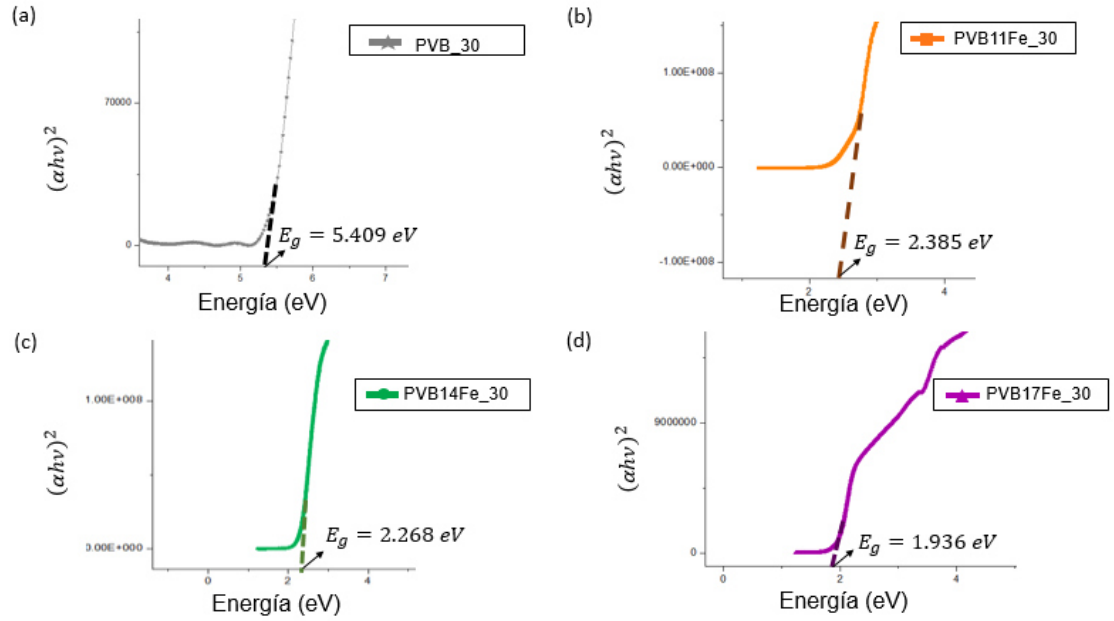 (a)
PVB_30
70000
0
(αhν)²
E_g = 5.409 eV
4 5 6 7
Energía (eV)
(b)
PVB11Fe_30
1.00E+008
0.00E+000
-1.00E+008
(αhν)²
E_g = 2.385 eV
2 4
Energía (eV)
(c)
PVB14Fe_30
1.00E+008
0.00E+000
(αhν)²
E_g = 2.268 eV
0 2 4
Energía (eV)
(d)
PVB17Fe_30
9000000
0
(αhν)²
E_g = 1.936 eV
0 2 4
Energía (eV)